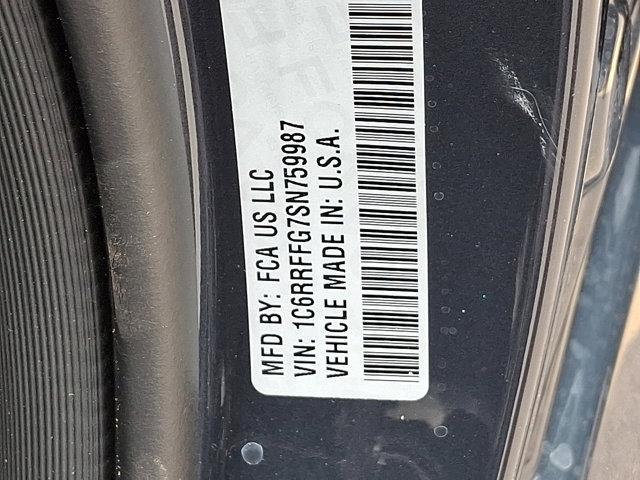 MFD BY: FCA US LLC
VIN: 1C6RRFFG7SN759987
VEHICLE MADE IN: U.S.A.